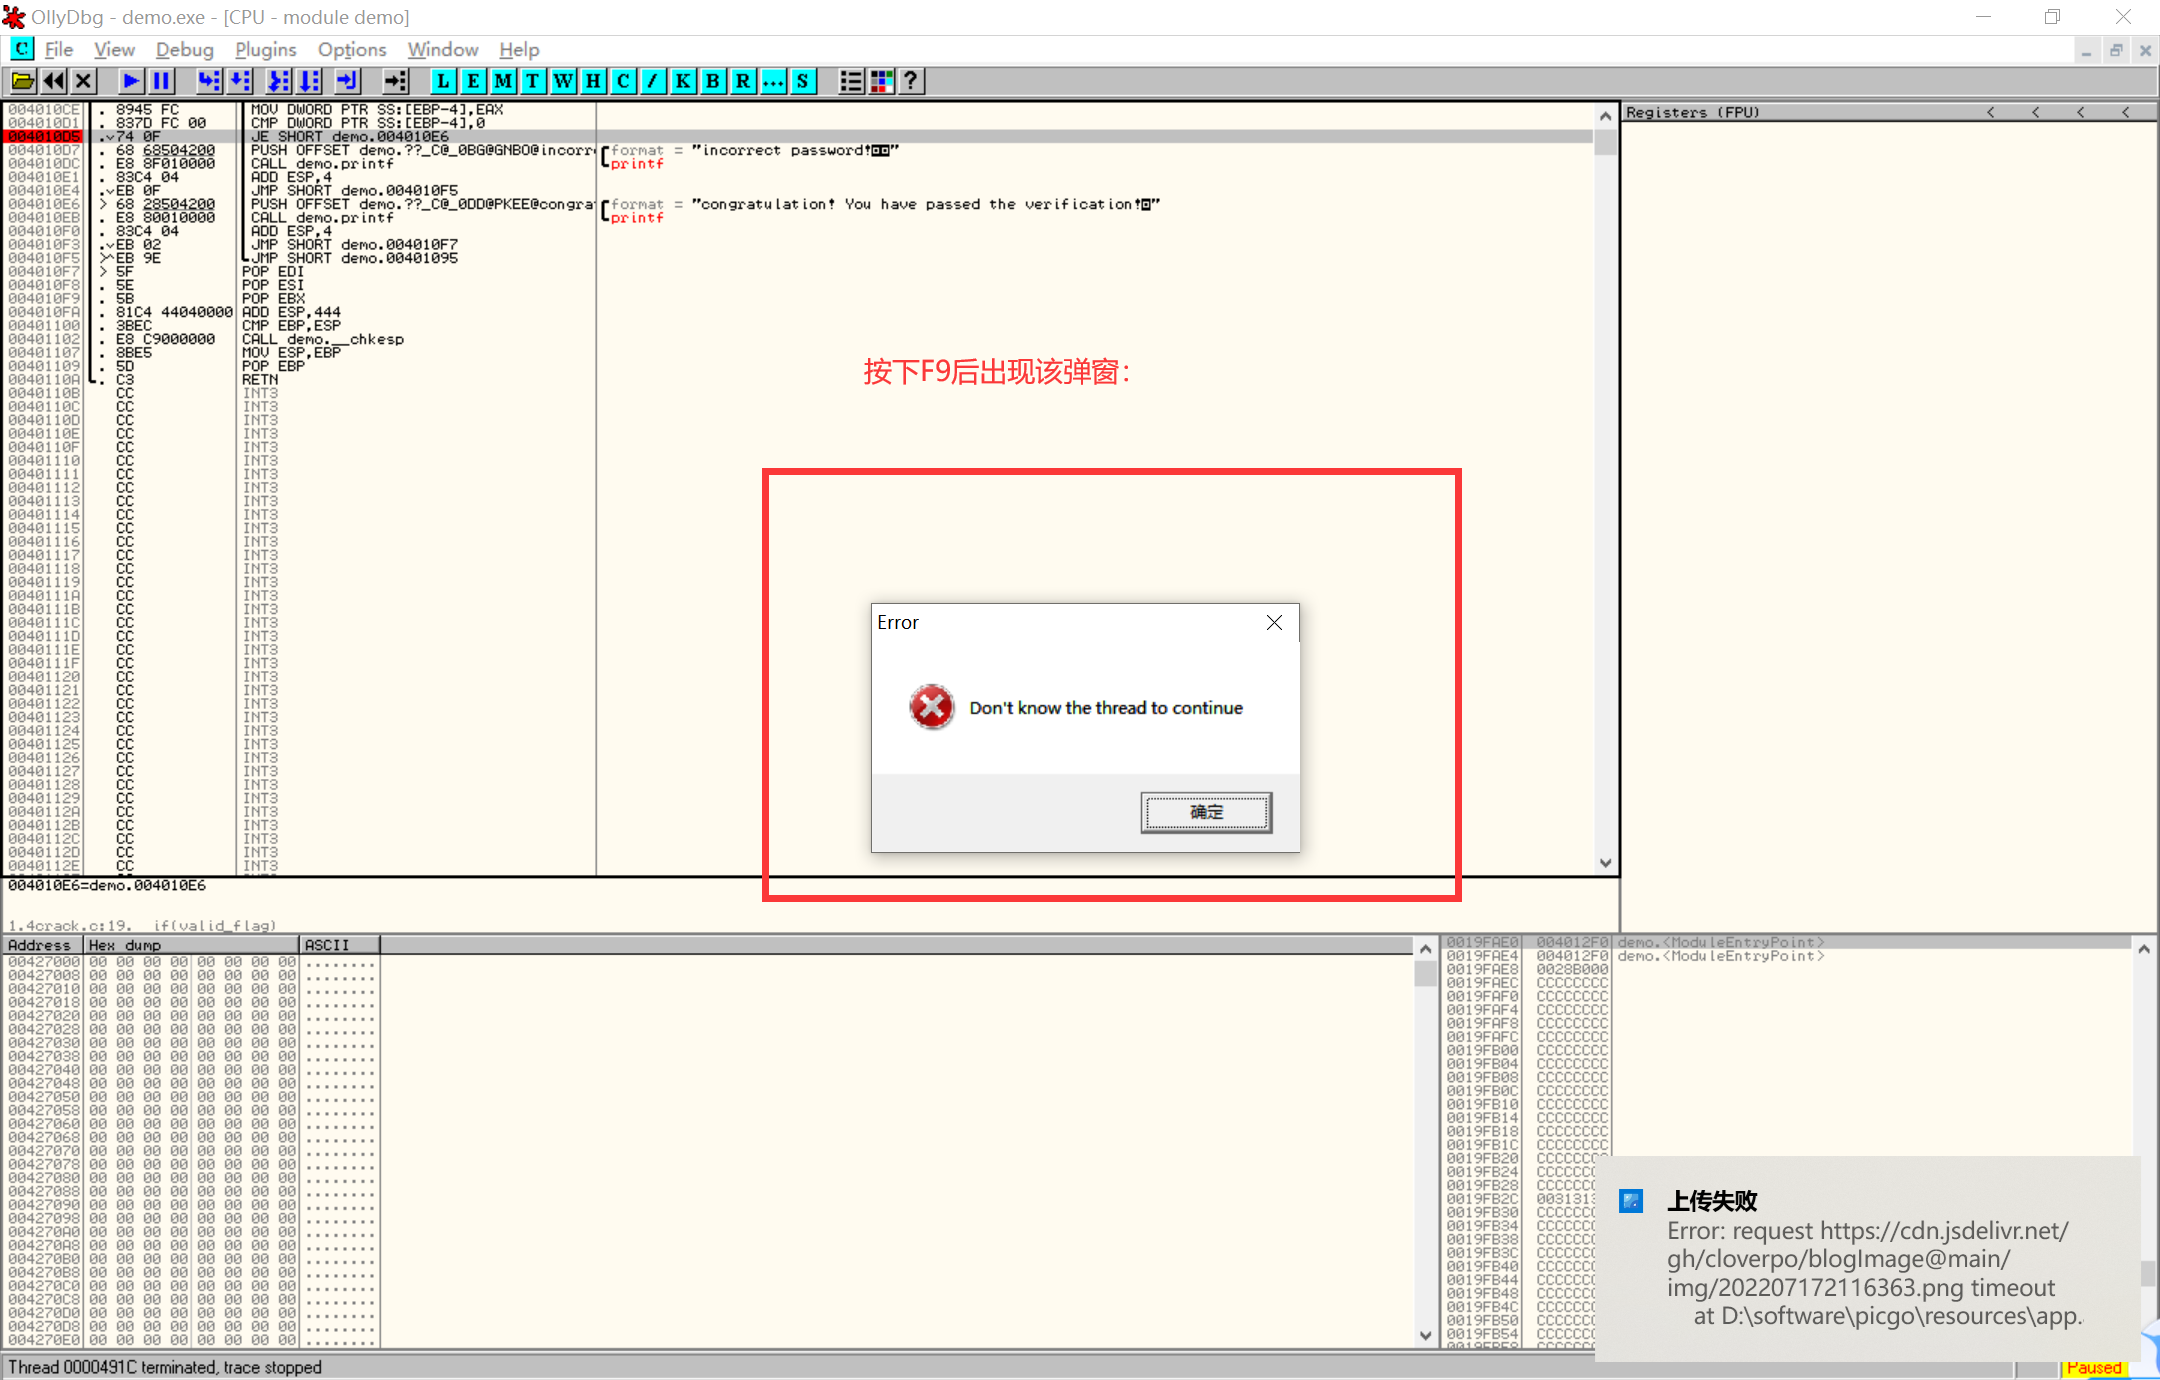 OllyDbg - demo.exe - [CPU - module demo]
C File View Debug Plugins Options Window Help
L E M T W H C / K B R ... S ?
004010CE . 8945 FC MOV DWORD PTR SS:[EBP-4],EAX
004010D1 . 837D FC 00 CMP DWORD PTR SS:[EBP-4],0
004010D5 .v74 0F JE SHORT demo.004010E6
004010D7 . 68 68504200 PUSH OFFSET demo.??_C@_0BG@GNBO@incorr format = "incorrect password!
004010DC . E8 8F010000 CALL demo.printf printf
004010E1 . 83C4 04 ADD ESP,4
004010E4 .vEB 0F JMP SHORT demo.004010F5
004010E6 > 68 28504200 PUSH OFFSET demo.??_C@_0DD@PKEE@congra format = "congratulation! You have passed the verification!
004010EB . E8 80010000 CALL demo.printf printf
004010F0 . 83C4 04 ADD ESP,4
004010F3 .vEB 02 JMP SHORT demo.004010F7
004010F5 >^EB 9E JMP SHORT demo.00401095
004010F7 > 5F POP EDI
004010F8 . 5E POP ESI
004010F9 . 5B POP EBX
004010FA . 81C4 44040000 ADD ESP,444
00401100 . 3BEC CMP EBP,ESP
00401102 . E8 C9000000 CALL demo.__chkesp
00401107 . 8BE5 MOV ESP,EBP
00401109 . 5D POP EBP
0040110A . C3 RETN
0040110B CC INT3
0040110C CC INT3
0040110D CC INT3
0040110E CC INT3
0040110F CC INT3
00401110 CC INT3
00401111 CC INT3
00401112 CC INT3
00401113 CC INT3
00401114 CC INT3
00401115 CC INT3
00401116 CC INT3
00401117 CC INT3
00401118 CC INT3
00401119 CC INT3
0040111A CC INT3
0040111B CC INT3
0040111C CC INT3
0040111D CC INT3
0040111E CC INT3
0040111F CC INT3
00401120 CC INT3
00401121 CC INT3
00401122 CC INT3
00401123 CC INT3
00401124 CC INT3
00401125 CC INT3
00401126 CC INT3
00401127 CC INT3
00401128 CC INT3
00401129 CC INT3
0040112A CC INT3
0040112B CC INT3
0040112C CC INT3
0040112D CC INT3
0040112E CC INT3
Registers (FPU) < < < <
按下F9后出现该弹窗：
Error
Don't know the thread to continue
确定
004010E6=demo.004010E6
1.4crack.c:19. if(valid_flag)
Address Hex dump ASCII
00427000 00 00 00 00 00 00 00 00 ........
00427008 00 00 00 00 00 00 00 00 ........
00427010 00 00 00 00 00 00 00 00 ........
00427018 00 00 00 00 00 00 00 00 ........
00427020 00 00 00 00 00 00 00 00 ........
00427028 00 00 00 00 00 00 00 00 ........
00427030 00 00 00 00 00 00 00 00 ........
00427038 00 00 00 00 00 00 00 00 ........
00427040 00 00 00 00 00 00 00 00 ........
00427048 00 00 00 00 00 00 00 00 ........
00427050 00 00 00 00 00 00 00 00 ........
00427058 00 00 00 00 00 00 00 00 ........
00427060 00 00 00 00 00 00 00 00 ........
00427068 00 00 00 00 00 00 00 00 ........
00427070 00 00 00 00 00 00 00 00 ........
00427078 00 00 00 00 00 00 00 00 ........
00427080 00 00 00 00 00 00 00 00 ........
00427088 00 00 00 00 00 00 00 00 ........
00427090 00 00 00 00 00 00 00 00 ........
00427098 00 00 00 00 00 00 00 00 ........
004270A0 00 00 00 00 00 00 00 00 ........
004270A8 00 00 00 00 00 00 00 00 ........
004270B0 00 00 00 00 00 00 00 00 ........
004270B8 00 00 00 00 00 00 00 00 ........
004270C0 00 00 00 00 00 00 00 00 ........
004270C8 00 00 00 00 00 00 00 00 ........
004270D0 00 00 00 00 00 00 00 00 ........
004270D8 00 00 00 00 00 00 00 00 ........
004270E0 00 00 00 00 00 00 00 00 ........
0019FAE0 004012F0 demo.<ModuleEntryPoint>
0019FAE4 004012F0 demo.<ModuleEntryPoint>
0019FAE8 0028B000
0019FAEC CCCCCCCC
0019FAF0 CCCCCCCC
0019FAF4 CCCCCCCC
0019FAF8 CCCCCCCC
0019FAFC CCCCCCCC
0019FB00 CCCCCCCC
0019FB04 CCCCCCCC
0019FB08 CCCCCCCC
0019FB0C CCCCCCCC
0019FB10 CCCCCCCC
0019FB14 CCCCCCCC
0019FB18 CCCCCCCC
0019FB1C CCCCCCCC
0019FB20
0019FB24
0019FB28
0019FB2C
0019FB30
0019FB34
0019FB38
0019FB3C
0019FB40
0019FB44
0019FB48
0019FB4C
0019FB50
0019FB54
上传失败
Error: request https://cdn.jsdelivr.net/
gh/cloverpo/blogImage@main/
img/202207172116363.png timeout
at D:\software\picgo\resources\app.
Thread 0000491C terminated, trace stopped
Paused